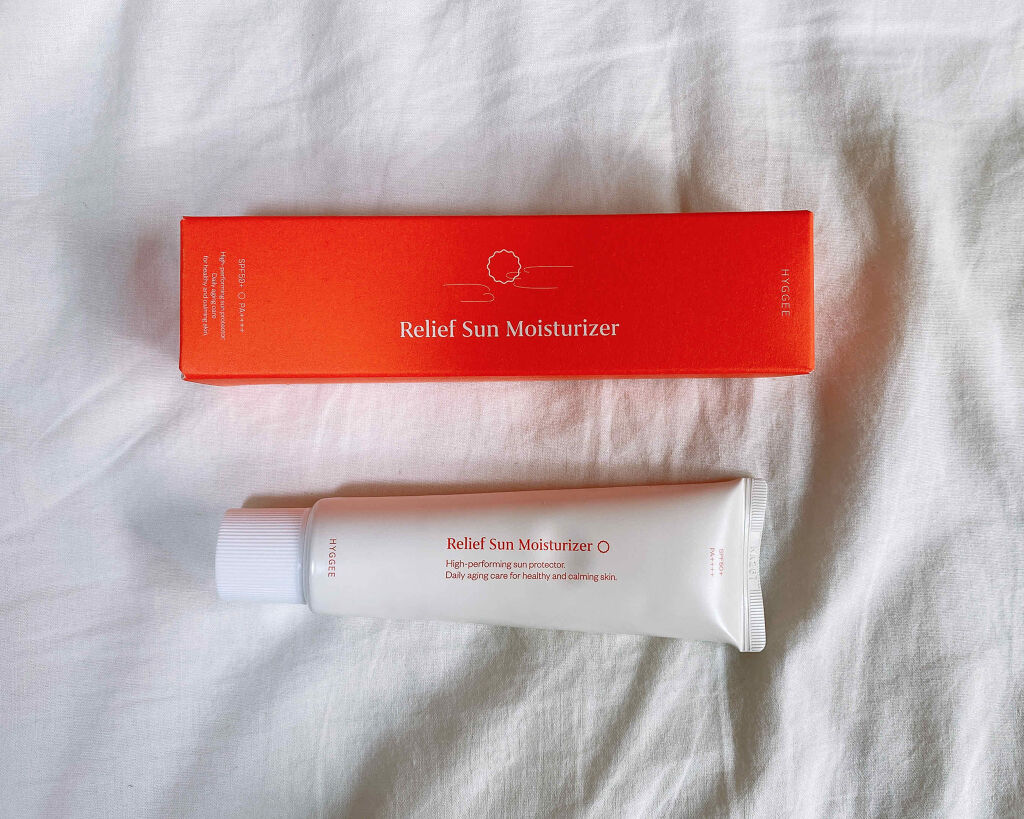 SPF50+ PA++++
High-performing sun protector
Daily aging care
for healthy and calming skin.
Relief Sun Moisturizer
HYGGEE
HYGGEE
Relief Sun Moisturizer
High-performing sun protector.
Daily aging care for healthy and calming skin.
SPF50+
PA++++